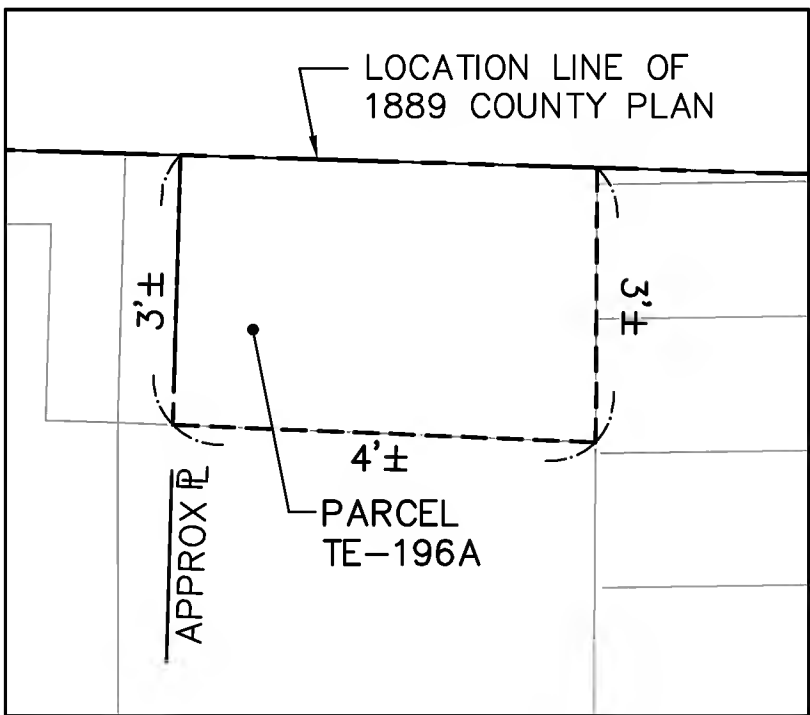 LOCATION LINE OF
1889 COUNTY PLAN
3'±
3'±
4'±
PARCEL
TE-196A
APPROX ⅊